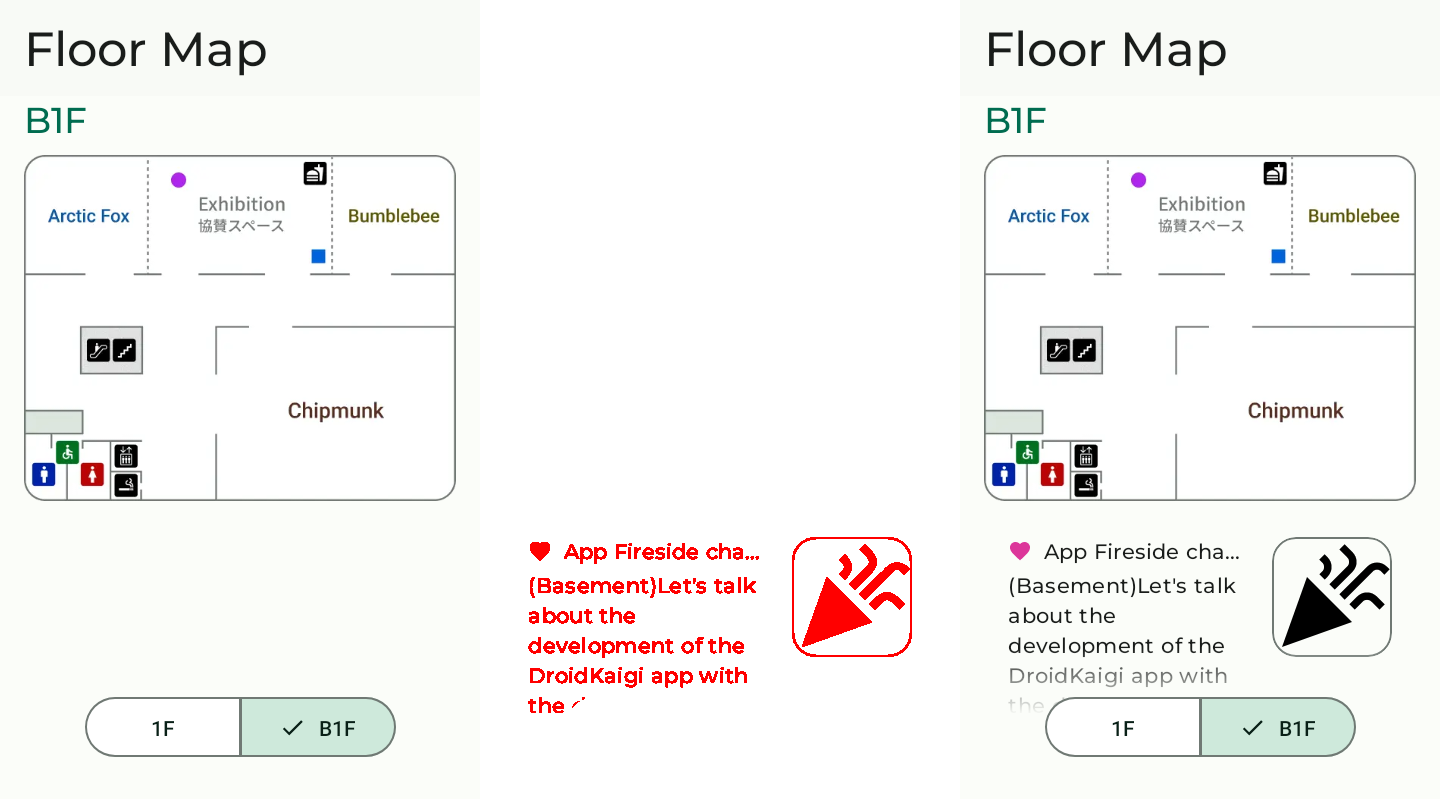 Floor Map
B1F
Arctic Fox
Exhibition
協賛スペース
Bumblebee
Chipmunk
1F
B1F
App Fireside cha...
(Basement)Let's talk
about the
development of the
DroidKaigi app with
the
Floor Map
B1F
Arctic Fox
Exhibition
協賛スペース
Bumblebee
Chipmunk
App Fireside cha...
(Basement)Let's talk
about the
development of the
DroidKaigi app with
the
1F
B1F